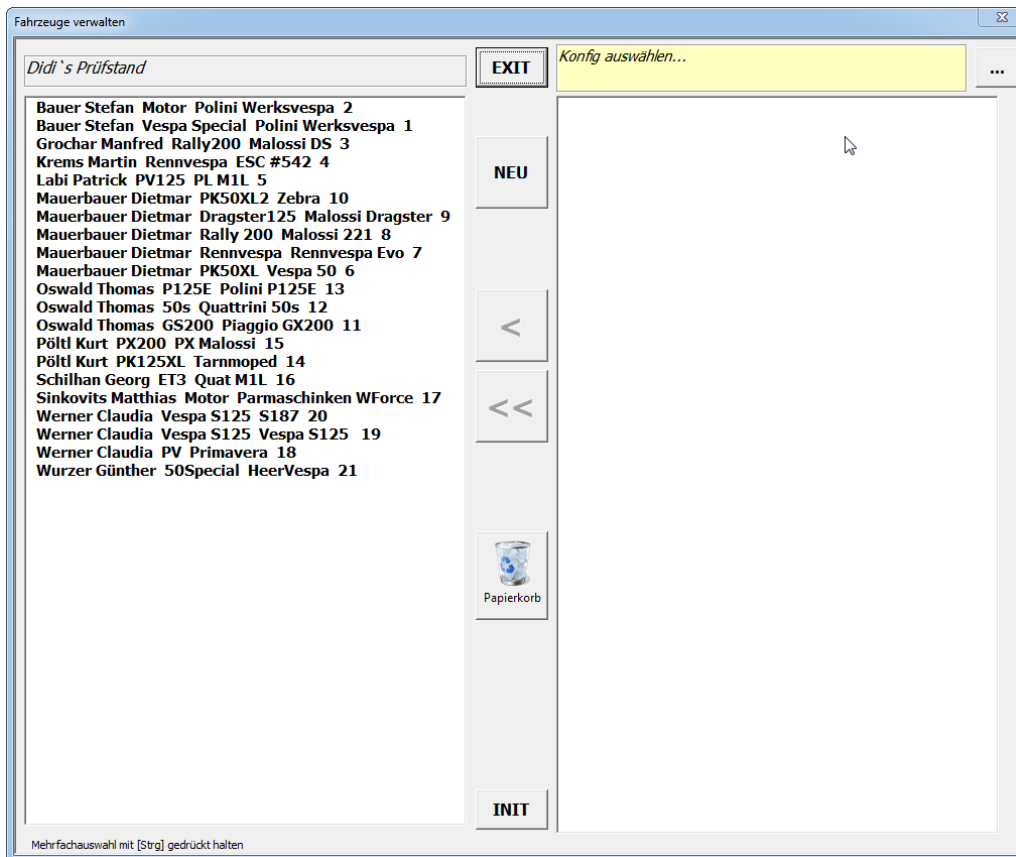 Fahrzeuge verwalten
Didi`s Prüfstand
EXIT
Konfig auswählen...
...
Bauer Stefan Motor Polini Werksvespa 2
Bauer Stefan Vespa Special Polini Werksvespa 1
Grochar Manfred Rally200 Malossi DS 3
Krems Martin Rennvespa ESC #542 4
Labi Patrick PV125 PL M1L 5
Mauerbauer Dietmar PK50XL2 Zebra 10
Mauerbauer Dietmar Dragster125 Malossi Dragster 9
Mauerbauer Dietmar Rally 200 Malossi 221 8
Mauerbauer Dietmar Rennvespa Rennvespa Evo 7
Mauerbauer Dietmar PK50XL Vespa 50 6
Oswald Thomas P125E Polini P125E 13
Oswald Thomas 50s Quattrini 50s 12
Oswald Thomas GS200 Piaggio GX200 11
Pöltl Kurt PX200 PX Malossi 15
Pöltl Kurt PK125XL Tarnmoped 14
Schilhan Georg ET3 Quat M1L 16
Sinkovits Matthias Motor Parmaschinken WForce 17
Werner Claudia Vespa S125 S187 20
Werner Claudia Vespa S125 Vespa S125 19
Werner Claudia PV Primavera 18
Wurzer Günther 50Special HeerVespa 21
NEU
<
<<
Papierkorb
INIT
Mehrfachauswahl mit [Strg] gedrückt halten